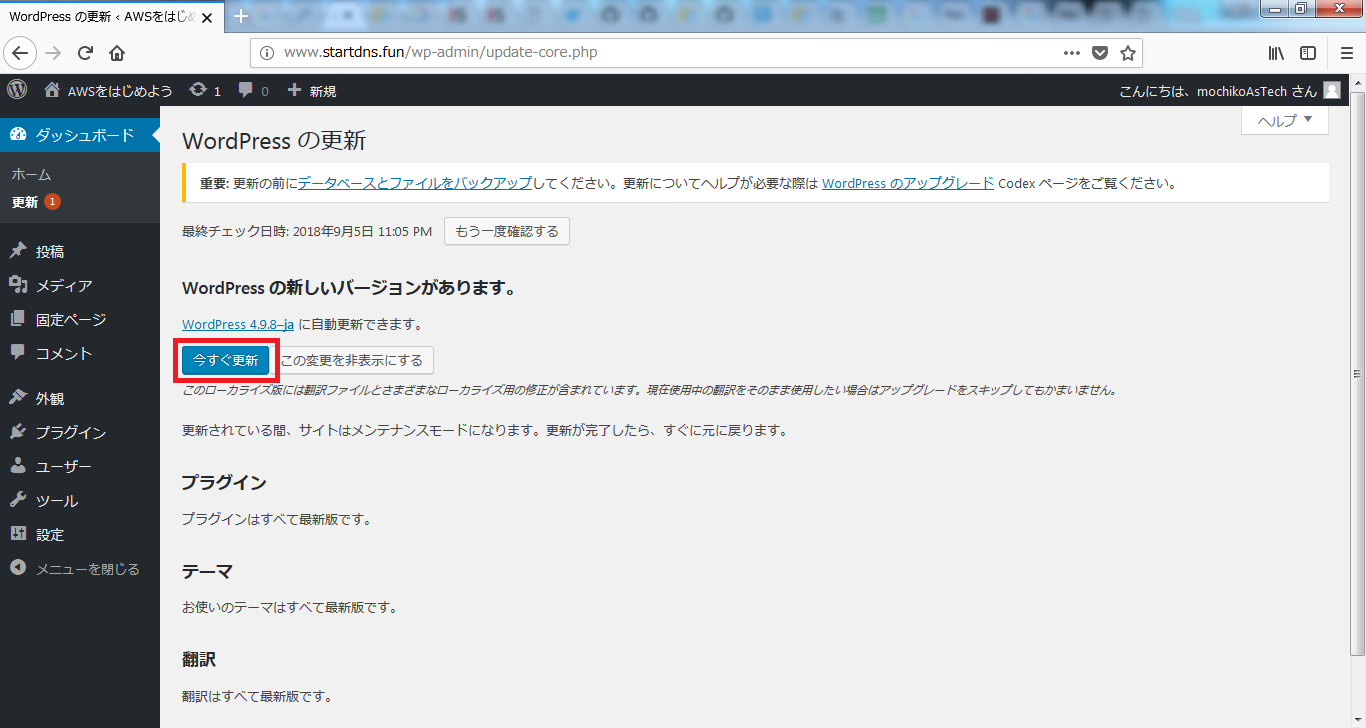 WordPress の更新 ‹ AWSをはじめ
www.startdns.fun/wp-admin/update-core.php
AWSをはじめよう 1 0 新規 こんにちは、mochikoAsTech さん
ダッシュボード
ホーム
更新 1
投稿
メディア
固定ページ
コメント
外観
プラグイン
ユーザー
ツール
設定
メニューを閉じる
ヘルプ
WordPress の更新
重要: 更新の前にデータベースとファイルをバックアップしてください。更新についてヘルプが必要な際は WordPress のアップグレード Codex ページをご覧ください。
最終チェック日時: 2018年9月5日 11:05 PM もう一度確認する
WordPress の新しいバージョンがあります。
WordPress 4.9.8–ja に自動更新できます。
今すぐ更新 この変更を非表示にする
このローカライズ版には翻訳ファイルとさまざまなローカライズ用の修正が含まれています。現在使用中の翻訳をそのまま使用したい場合はアップグレードをスキップしてもかまいません。
更新されている間、サイトはメンテナンスモードになります。更新が完了したら、すぐに元に戻ります。
プラグイン
プラグインはすべて最新版です。
テーマ
お使いのテーマはすべて最新版です。
翻訳
翻訳はすべて最新版です。